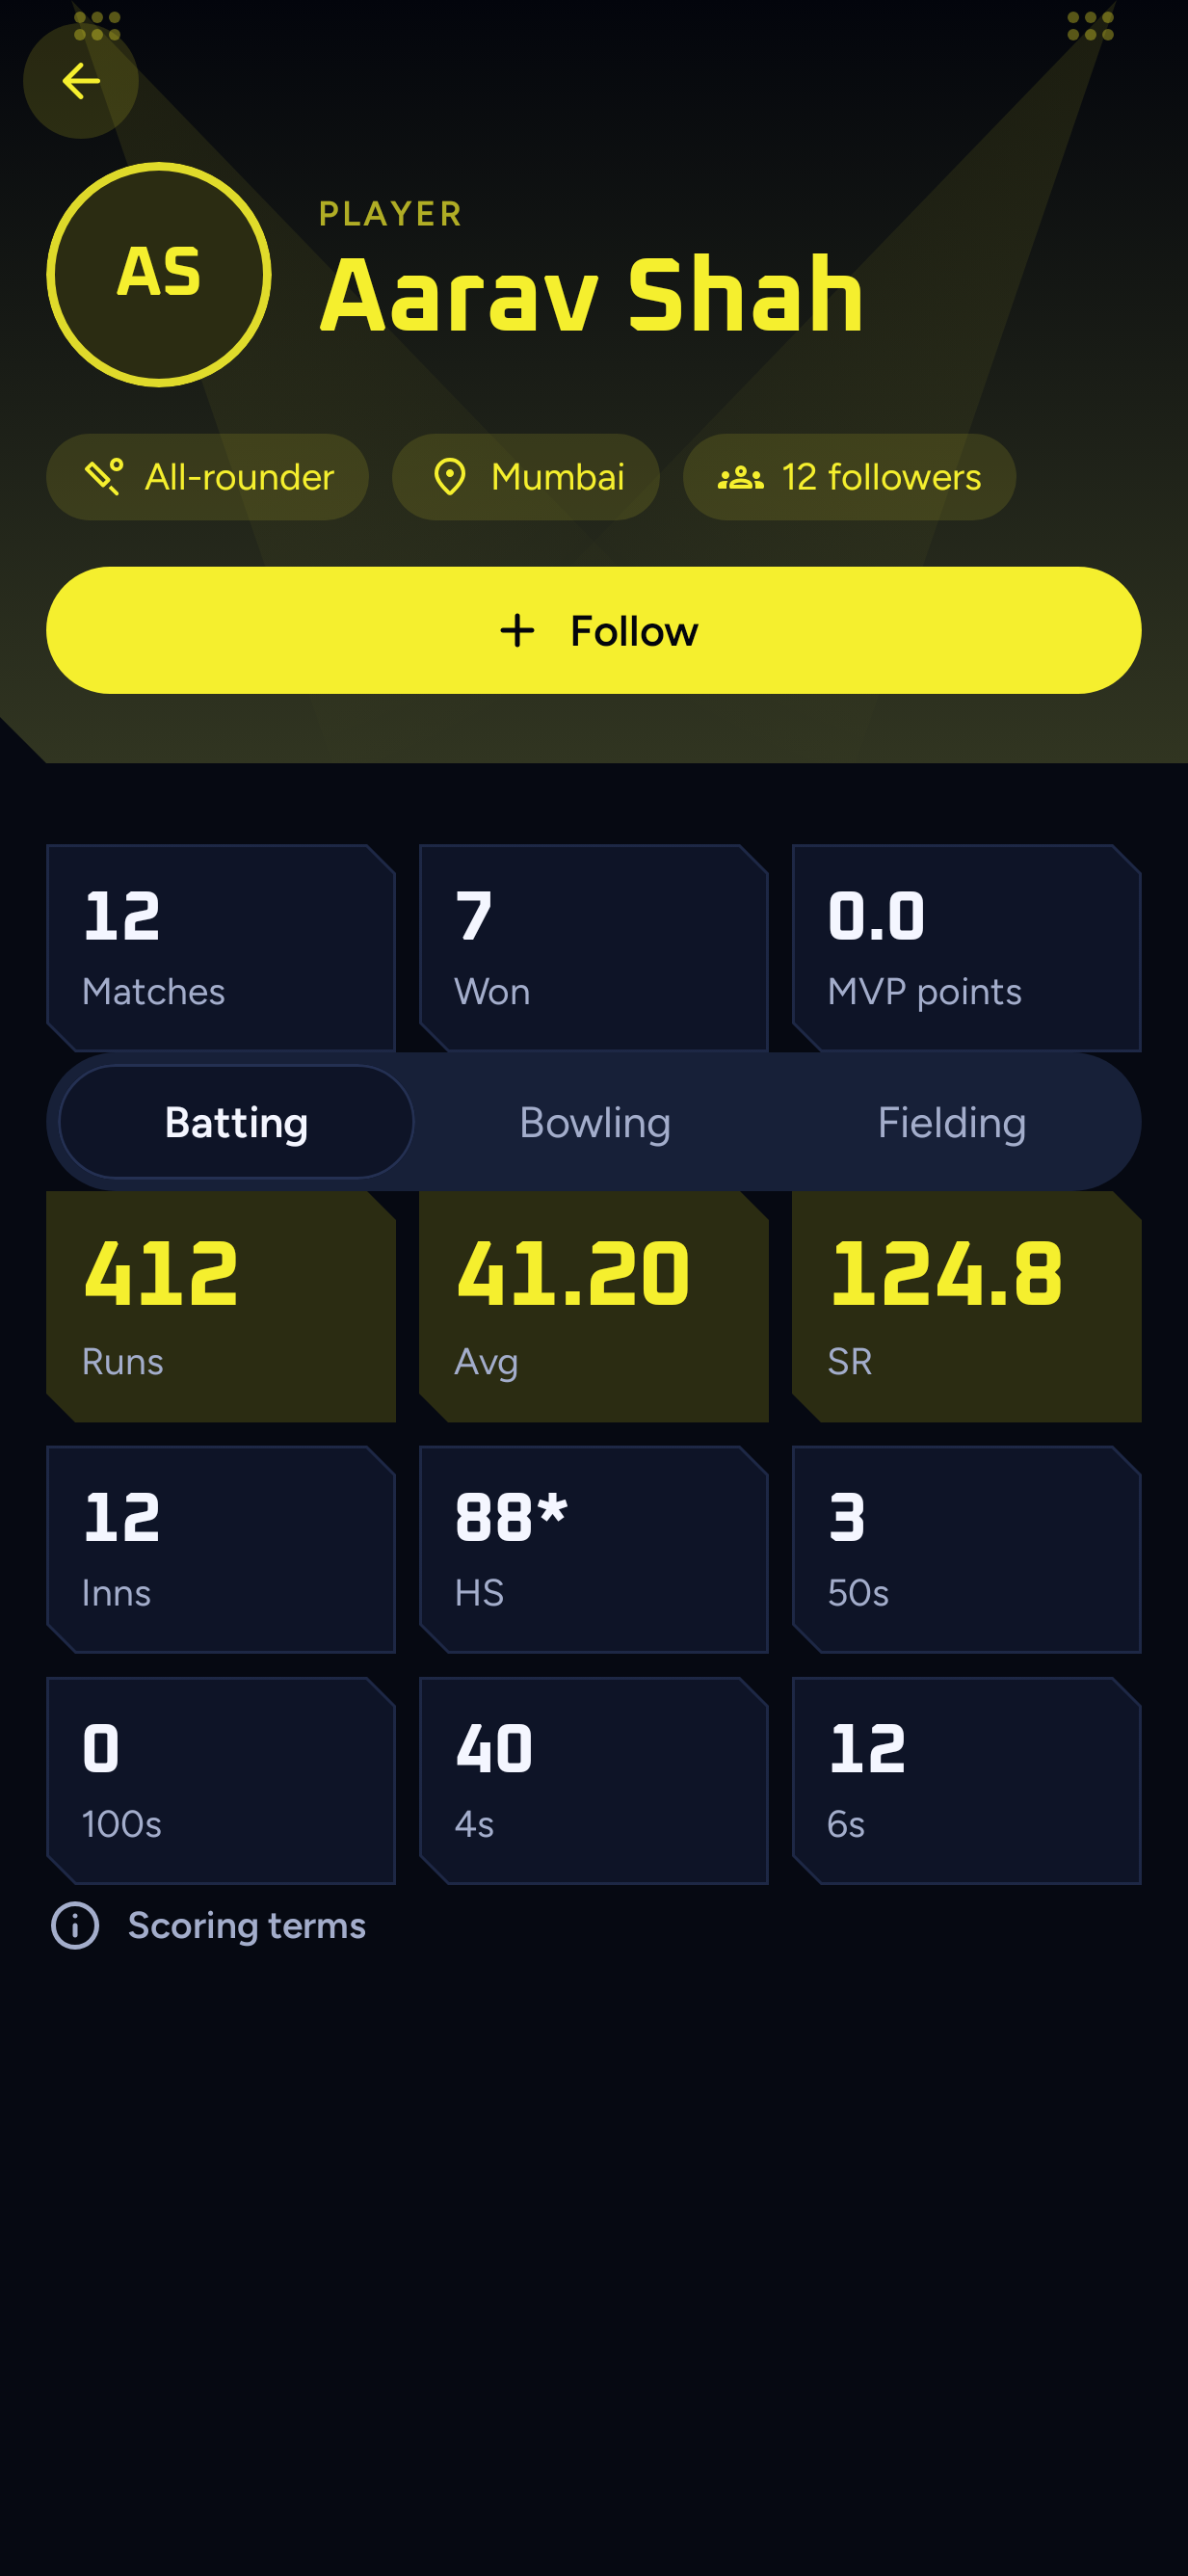 PLAYER
AS
Aarav Shah
All-rounder
Mumbai
12 followers
Follow
12
7
0.0
Matches
Won
MVP points
Batting
Bowling
Fielding
412
41.20
124.8
Runs
Avg
SR
12
88*
3
Inns
HS
50s
0
40
12
100s
4s
6s
Scoring terms